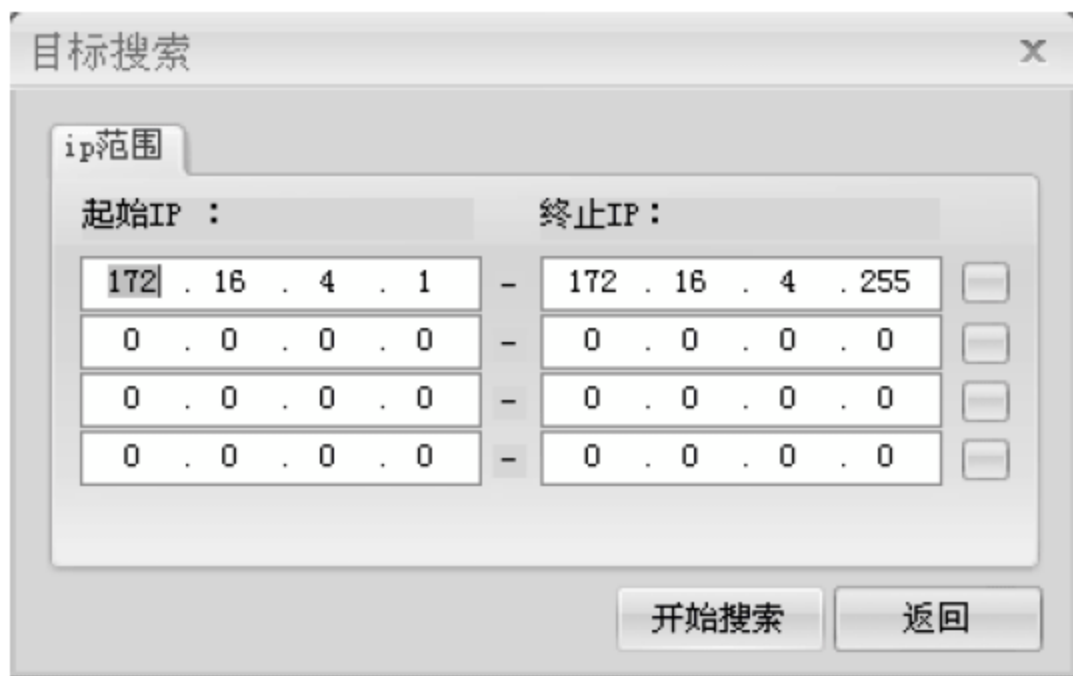 目标搜索 x
ip范围
起始IP ： 终止IP：
172 . 16 . 4 . 1 - 172 . 16 . 4 . 255
0 . 0 . 0 . 0 - 0 . 0 . 0 . 0
0 . 0 . 0 . 0 - 0 . 0 . 0 . 0
0 . 0 . 0 . 0 - 0 . 0 . 0 . 0
开始搜索 返回